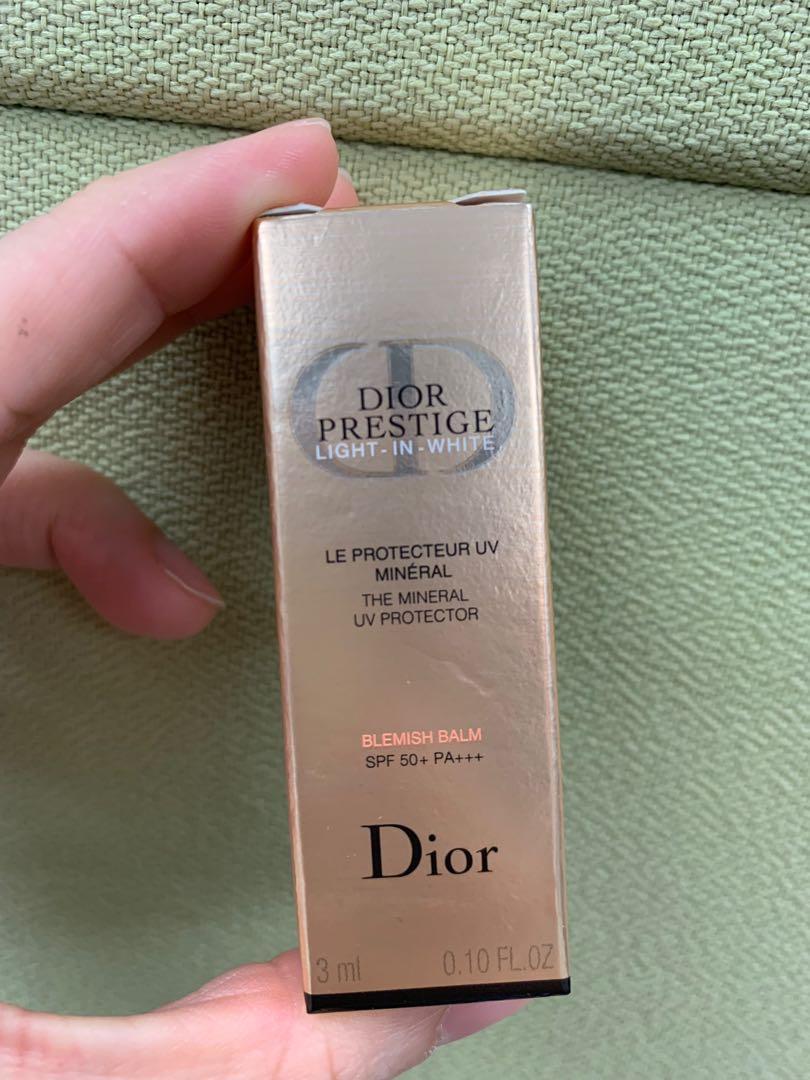 DIOR
PRESTIGE
LIGHT-IN-WHITE
LE PROTECTEUR UV
MINÉRAL
THE MINERAL
UV PROTECTOR
BLEMISH BALM
SPF 50+ PA+++
Dior
3 ml 0.10 FL.OZ